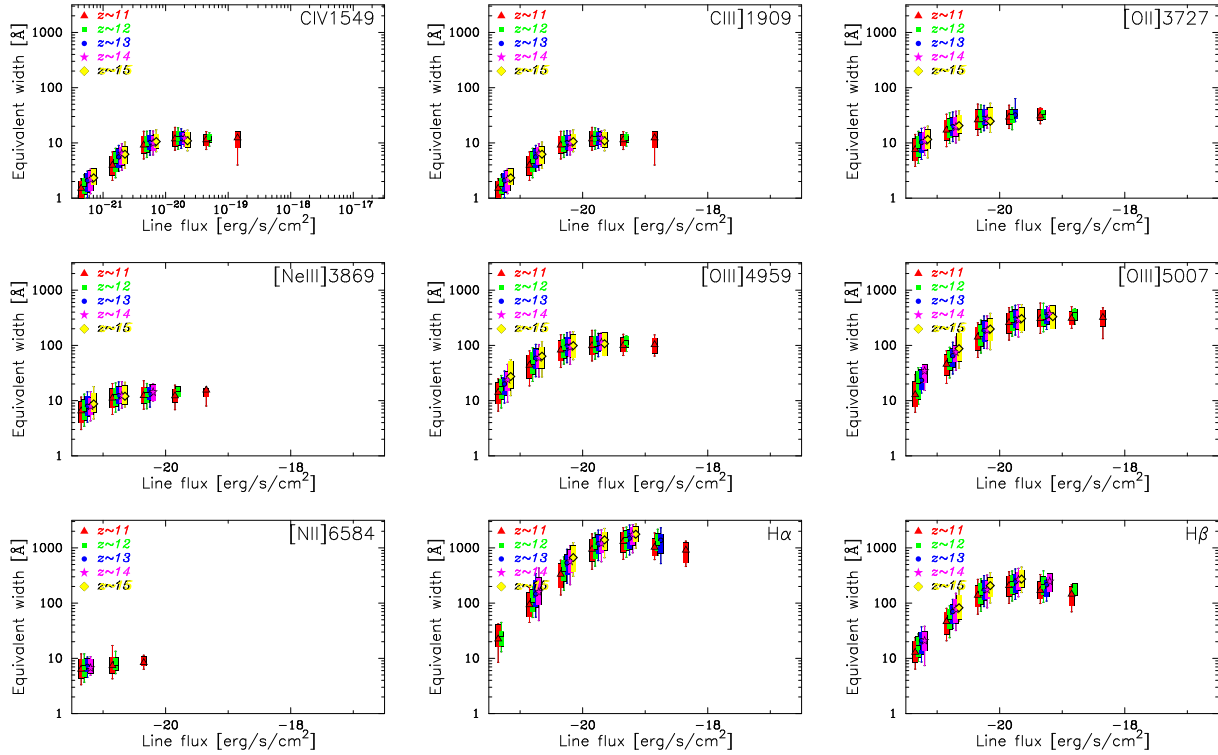 CIV1549
Equivalent width [Å]
1000
100
10
1
z~11
z~12
z~13
z~14
z~15
10⁻²¹ 10⁻²⁰ 10⁻¹⁹ 10⁻¹⁸ 10⁻¹⁷
Line flux [erg/s/cm²]
CIII]1909
Equivalent width [Å]
1000
100
10
1
z~11
z~12
z~13
z~14
z~15
−20 −18
Line flux [erg/s/cm²]
[OII]3727
Equivalent width [Å]
1000
100
10
1
z~11
z~12
z~13
z~14
z~15
−20 −18
Line flux [erg/s/cm²]
[NeIII]3869
Equivalent width [Å]
1000
100
10
1
z~11
z~12
z~13
z~14
z~15
−20 −18
Line flux [erg/s/cm²]
[OIII]4959
Equivalent width [Å]
1000
100
10
1
z~11
z~12
z~13
z~14
z~15
−20 −18
Line flux [erg/s/cm²]
[OIII]5007
Equivalent width [Å]
1000
100
10
1
z~11
z~12
z~13
z~14
z~15
−20 −18
Line flux [erg/s/cm²]
[NII]6584
Equivalent width [Å]
1000
100
10
1
z~11
z~12
z~13
z~14
z~15
−20 −18
Line flux [erg/s/cm²]
Hα
Equivalent width [Å]
1000
100
10
1
z~11
z~12
z~13
z~14
z~15
−20 −18
Line flux [erg/s/cm²]
Hβ
Equivalent width [Å]
1000
100
10
1
z~11
z~12
z~13
z~14
z~15
−20 −18
Line flux [erg/s/cm²]